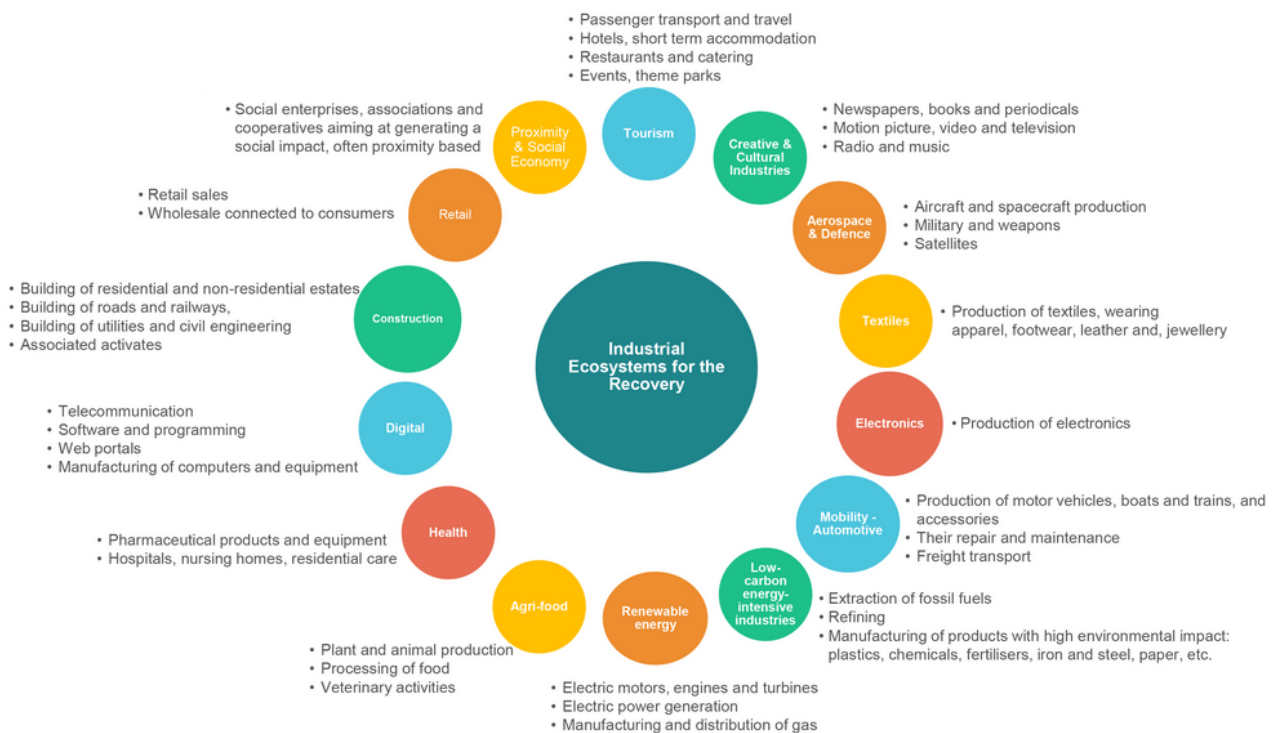 • Passenger transport and travel
• Hotels, short term accommodation
• Restaurants and catering
• Events, theme parks
Tourism
• Newspapers, books and periodicals
• Motion picture, video and television
• Radio and music
Creative &
Cultural
Industries
• Aircraft and spacecraft production
• Military and weapons
• Satellites
Aerospace
& Defence
• Production of textiles, wearing
apparel, footwear, leather and, jewellery
Textiles
• Production of electronics
Electronics
• Production of motor vehicles, boats and trains, and
accessories
• Their repair and maintenance
• Freight transport
Mobility -
Automotive
• Extraction of fossil fuels
• Refining
• Manufacturing of products with high environmental impact:
plastics, chemicals, fertilisers, iron and steel, paper, etc.
Low-
carbon
energy-
intensive
industries
• Electric motors, engines and turbines
• Electric power generation
• Manufacturing and distribution of gas
Renewable
energy
• Plant and animal production
• Processing of food
• Veterinary activities
Agri-food
• Pharmaceutical products and equipment
• Hospitals, nursing homes, residential care
Health
• Telecommunication
• Software and programming
• Web portals
• Manufacturing of computers and equipment
Digital
• Building of residential and non-residential estates
• Building of roads and railways,
• Building of utilities and civil engineering
• Associated activates
Construction
• Retail sales
• Wholesale connected to consumers
Retail
• Social enterprises, associations and
cooperatives aiming at generating a
social impact, often proximity based
Proximity
& Social
Economy
Industrial
Ecosystems for the
Recovery